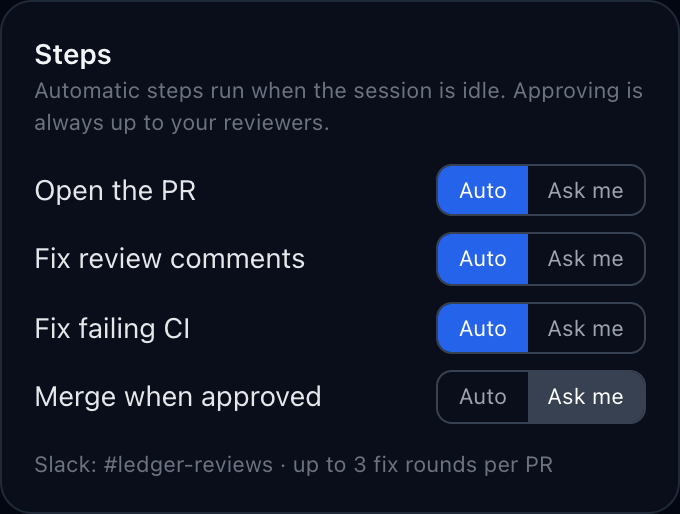 Steps
Automatic steps run when the session is idle. Approving is
always up to your reviewers.
Open the PR Auto Ask me
Fix review comments Auto Ask me
Fix failing CI Auto Ask me
Merge when approved Auto Ask me
Slack: #ledger-reviews · up to 3 fix rounds per PR